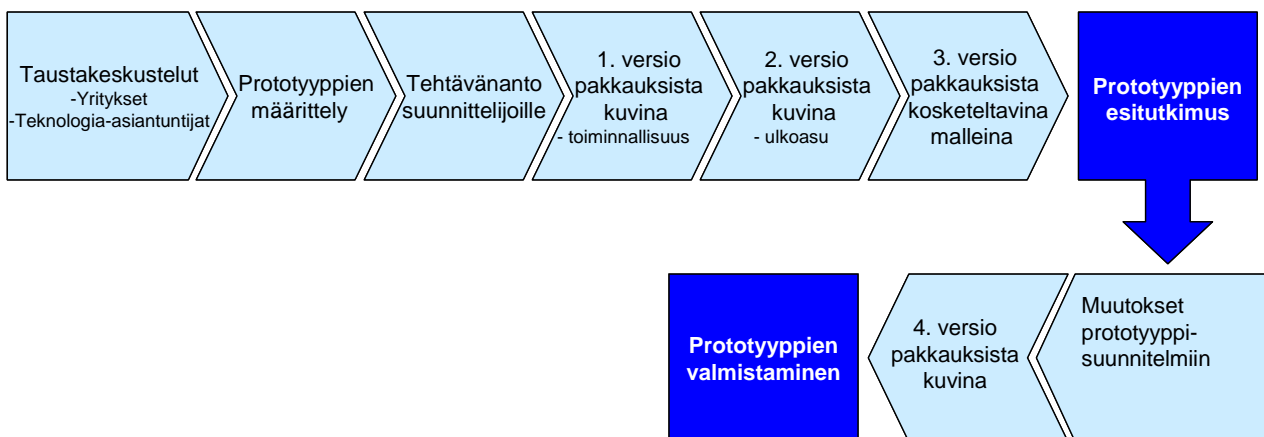 Taustakeskustelut
-Yritykset
-Teknologia-asiantuntijat
Prototyyppien
määrittely
Tehtävänanto
suunnittelijoille
1. versio
pakkauksista
kuvina
- toiminnallisuus
2. versio
pakkauksista
kuvina
- ulkoasu
3. versio
pakkauksista
kosketeltavina
malleina
Prototyyppien
esitutkimus
Muutokset
prototyyppi-
suunnitelmiin
4. versio
pakkauksista
kuvina
Prototyyppien
valmistaminen